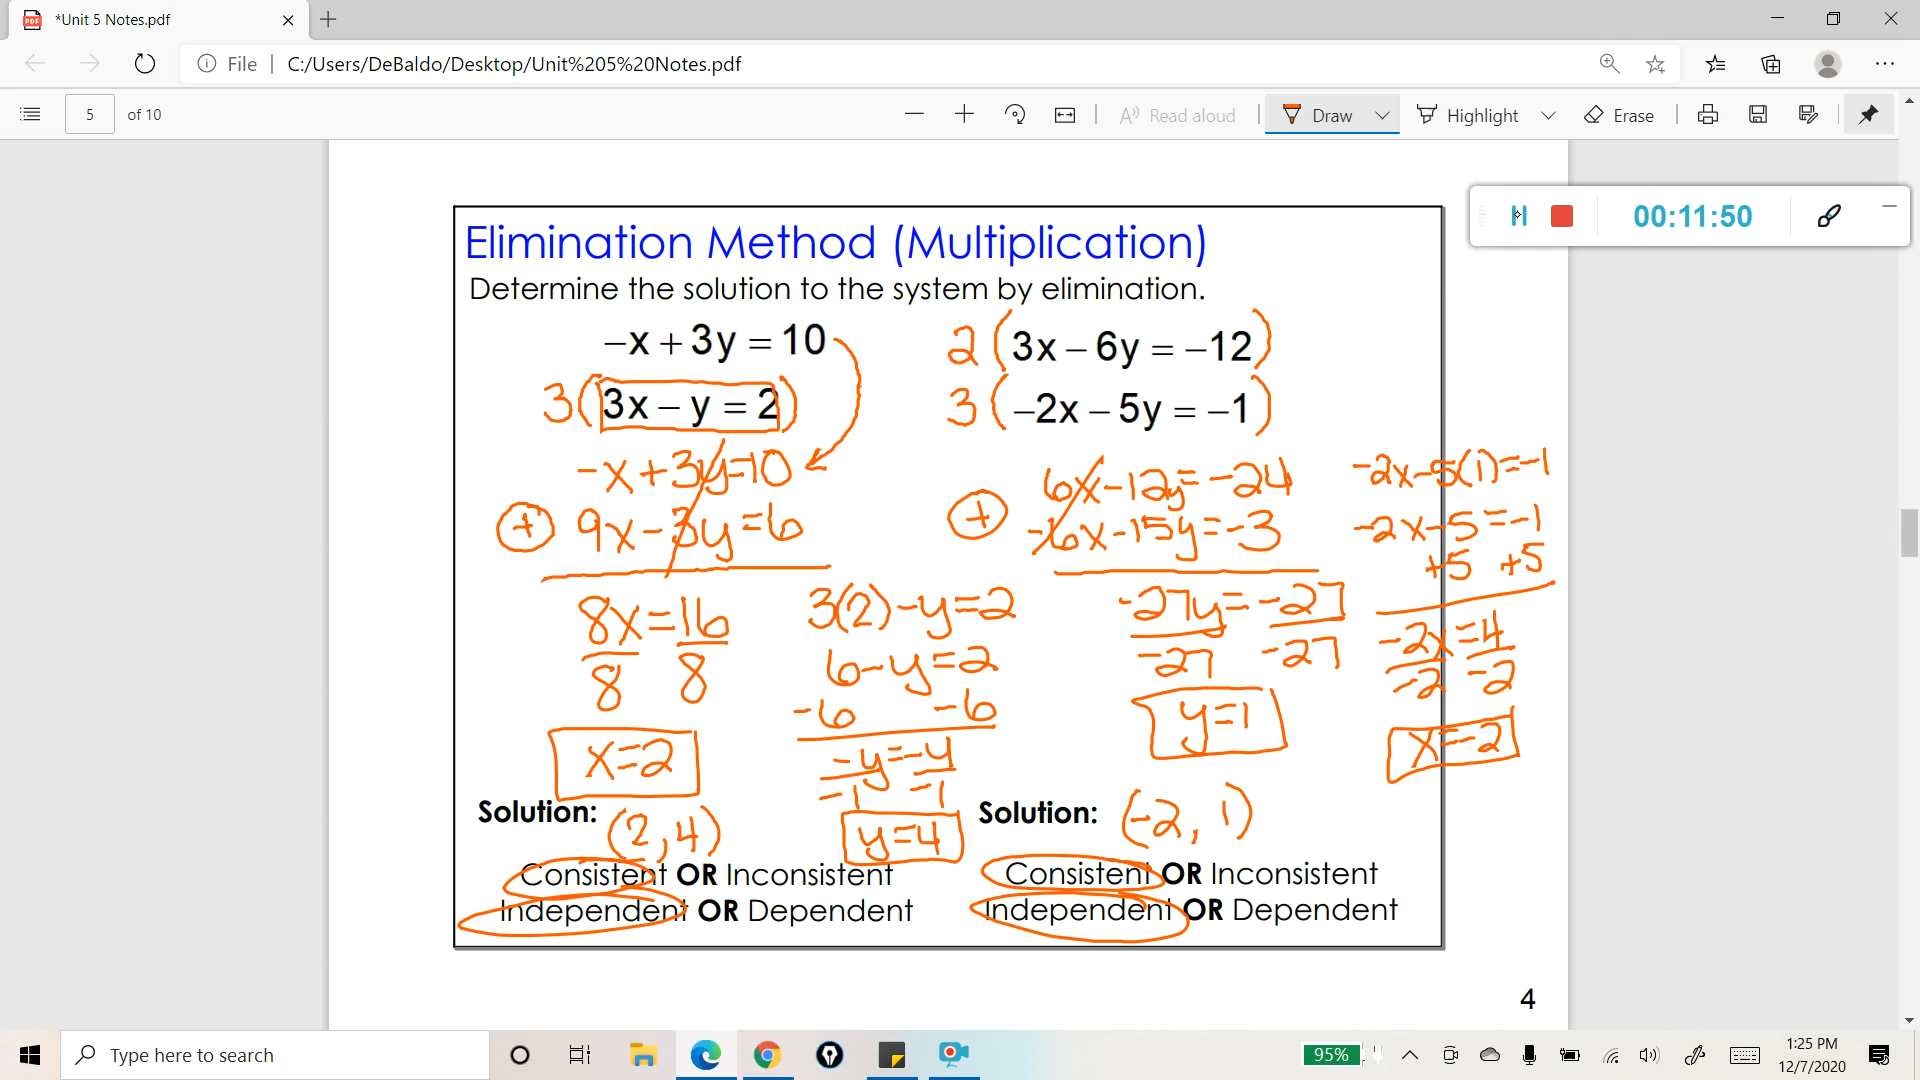 *Unit 5 Notes.pdf
File C:/Users/DeBaldo/Desktop/Unit%205%20Notes.pdf
5 of 10 Read aloud Draw Highlight Erase
00:11:50
Elimination Method (Multiplication)
Determine the solution to the system by elimination.
-x + 3y = 10
3(3x - y = 2)
-x+3y=10
+ 9x-3y=6
8x=16
8 8
x=2
3(2)-y=2
6-y=2
-6 -6
-y=-4
-1 -1
y=4
Solution: (2,4)
Consistent OR Inconsistent
Independent OR Dependent
2(3x - 6y = -12)
3(-2x - 5y = -1)
6x-12y=-24
+ -6x-15y=-3
-27y=-27
-27 -27
y=1
-2x-5(1)=-1
-2x-5=-1
+5 +5
-2x=4
-2 -2
x=-2
Solution: (-2, 1)
Consistent OR Inconsistent
Independent OR Dependent
4
Type here to search
95%
1:25 PM
12/7/2020